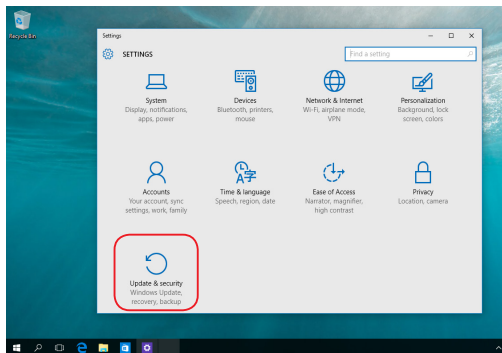 Recycle Bin
Settings
SETTINGS
Find a setting
System
Display, notifications,
apps, power
Devices
Bluetooth, printers,
mouse
Network & Internet
Wi-Fi, airplane mode,
VPN
Personalization
Background, lock
screen, colors
Accounts
Your account, sync
settings, work, family
Time & language
Speech, region, date
Ease of Access
Narrator, magnifier,
high contrast
Privacy
Location, camera
Update & security
Windows Update,
recovery, backup